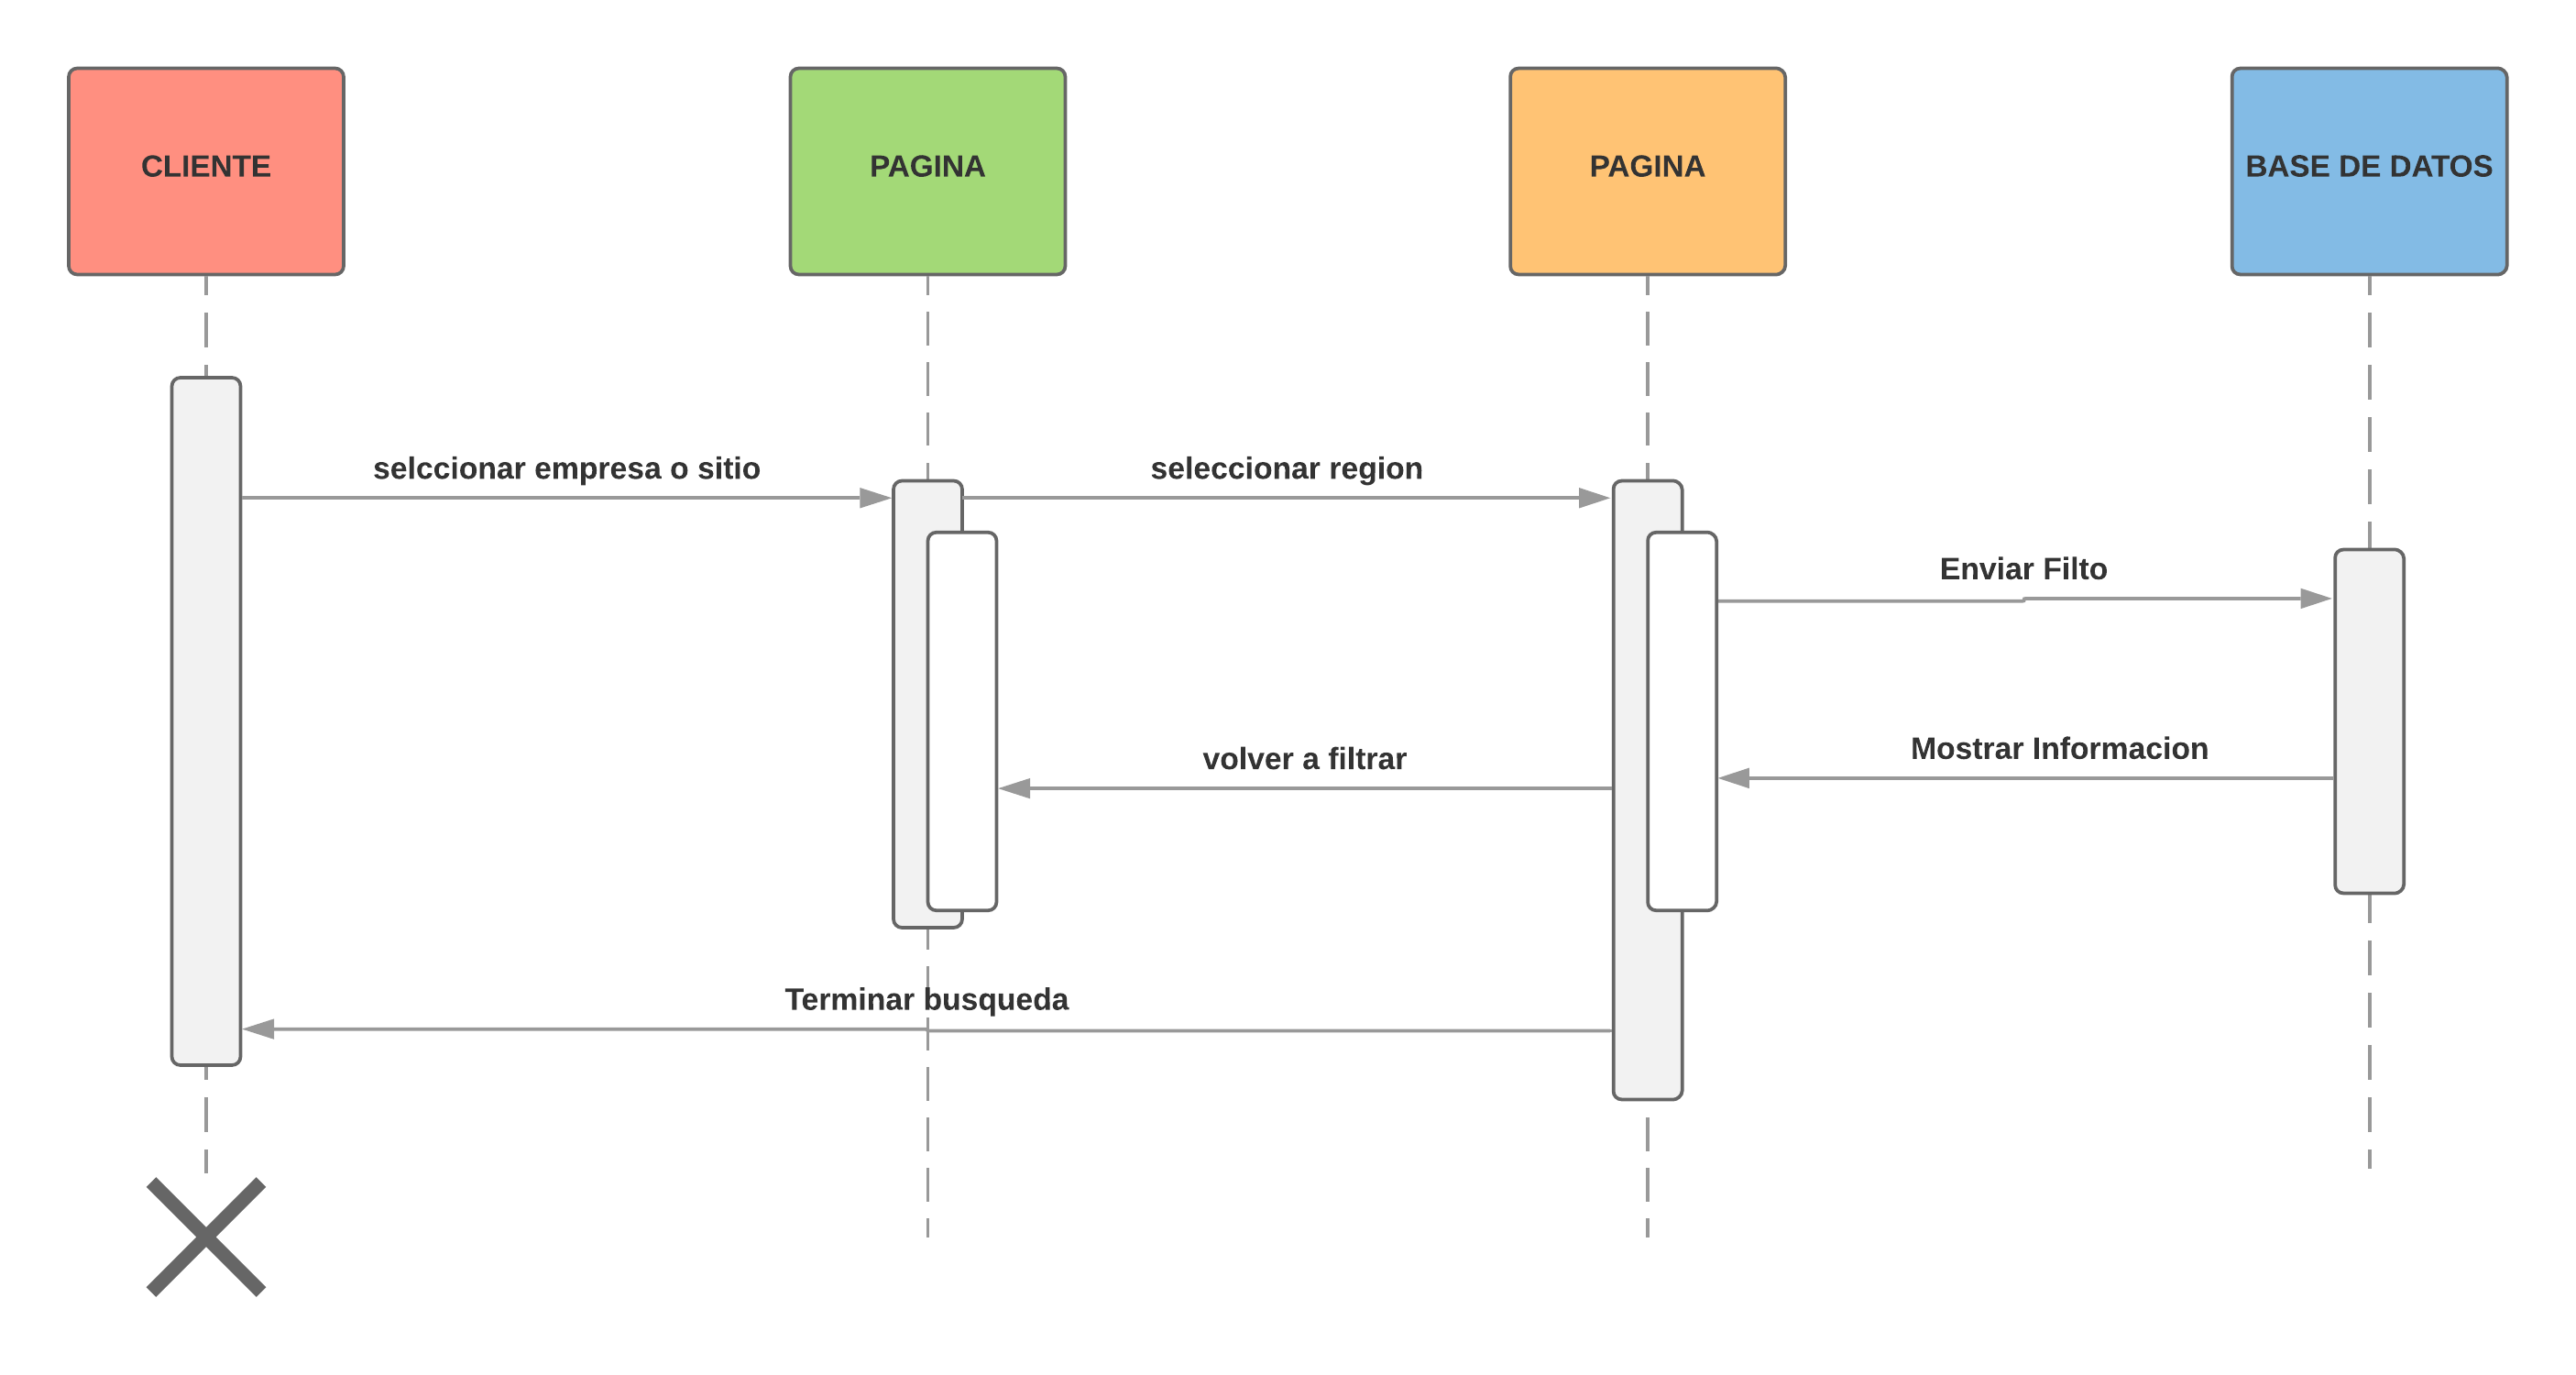 CLIENTE
PAGINA
PAGINA
BASE DE DATOS
selccionar empresa o sitio
seleccionar region
Enviar Filto
Mostrar Informacion
volver a filtrar
Terminar busqueda